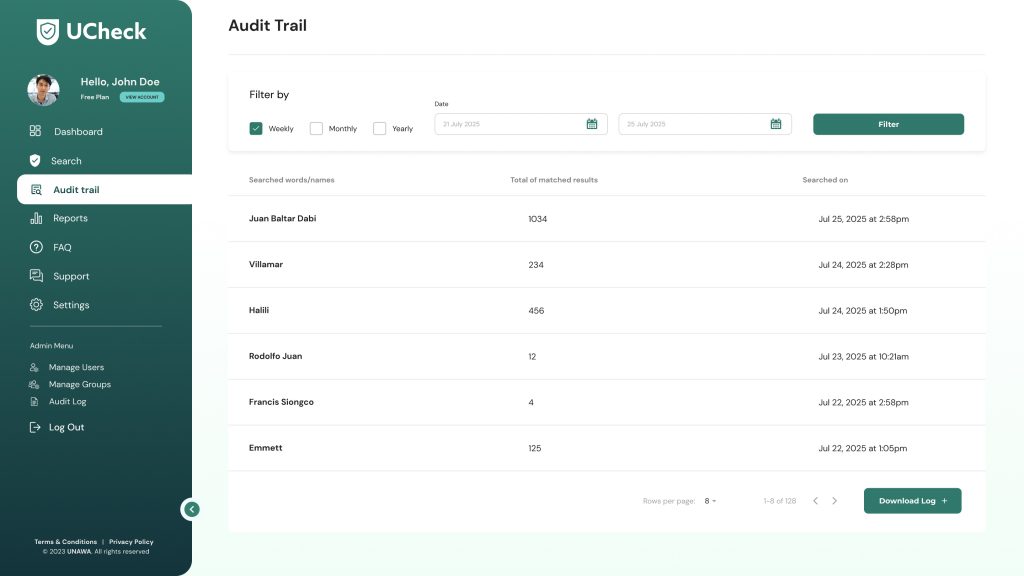 UCheck
Hello, John Doe
Free Plan VIEW ACCOUNT
Dashboard
Search
Audit trail
Reports
FAQ
Support
Settings
Admin Menu
Manage Users
Manage Groups
Audit Log
Log Out
Terms & Conditions | Privacy Policy
© 2023 UNAWA. All rights reserved
Audit Trail
Filter by
Weekly Monthly Yearly
Date
21 July 2025 25 July 2025
Filter
Searched words/names Total of matched results Searched on
Juan Baltar Dabi 1034 Jul 25, 2025 at 2:58pm
Villamar 234 Jul 24, 2025 at 2:28pm
Halili 456 Jul 24, 2025 at 1:50pm
Rodolfo Juan 12 Jul 23, 2025 at 10:21am
Francis Siongco 4 Jul 22, 2025 at 2:58pm
Emmett 125 Jul 22, 2025 at 1:05pm
Rows per page: 8 1-8 of 128 Download Log +